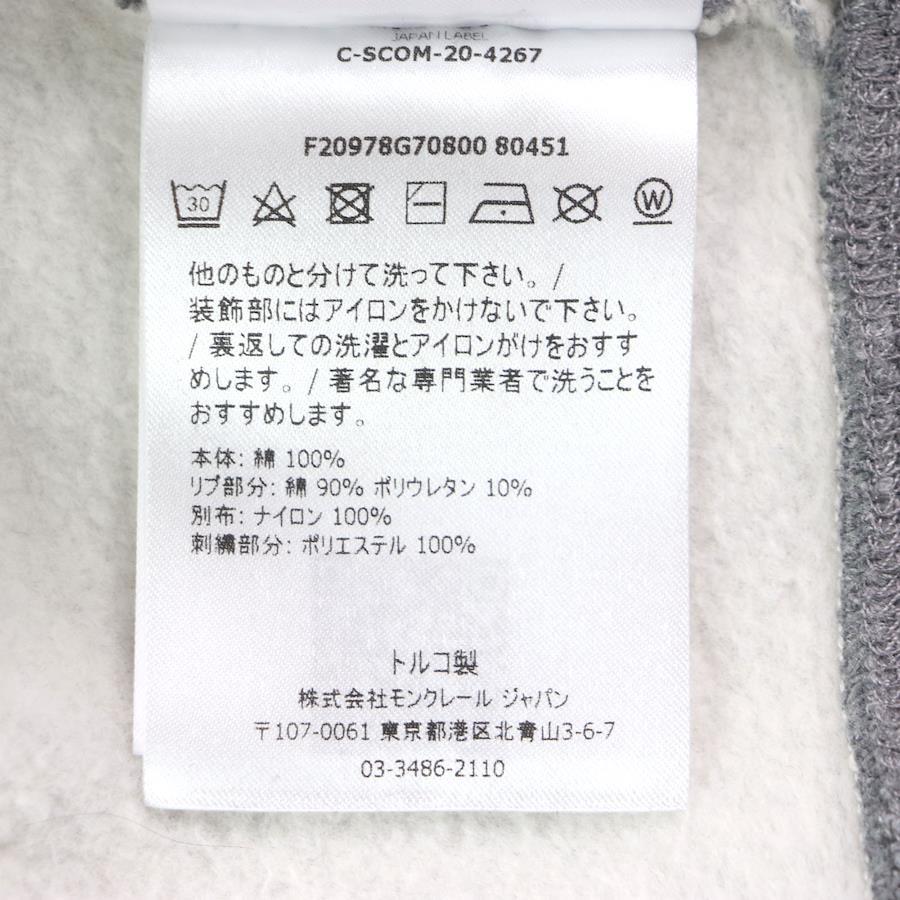 JAPAN LABEL
C-SCOM-20-4267
F20978G70800 80451
30
W
他のものと分けて洗って下さい。/
装飾部にはアイロンをかけないで下さい。
/ 裏返しての洗濯とアイロンがけをおすす
めします。/ 著名な専門業者で洗うことを
おすすめします。
本体: 綿 100%
リブ部分: 綿 90% ポリウレタン 10%
別布: ナイロン 100%
刺繍部分: ポリエステル 100%
トルコ製
株式会社モンクレール ジャパン
〒107-0061 東京都港区北青山3-6-7
03-3486-2110